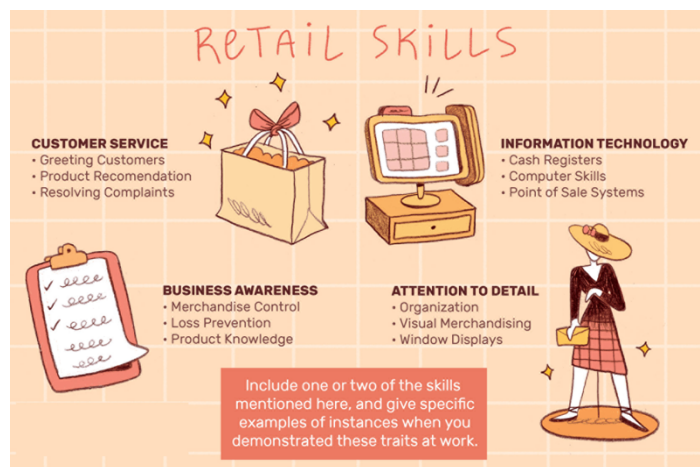 RETAIL SKILLS
CUSTOMER SERVICE
• Greeting Customers
• Product Recomendation
• Resolving Complaints
INFORMATION TECHNOLOGY
• Cash Registers
• Computer Skills
• Point of Sale Systems
BUSINESS AWARENESS
• Merchandise Control
• Loss Prevention
• Product Knowledge
ATTENTION TO DETAIL
• Organization
• Visual Merchandising
• Window Displays
Include one or two of the skills
mentioned here, and give specific
examples of instances when you
demonstrated these traits at work.